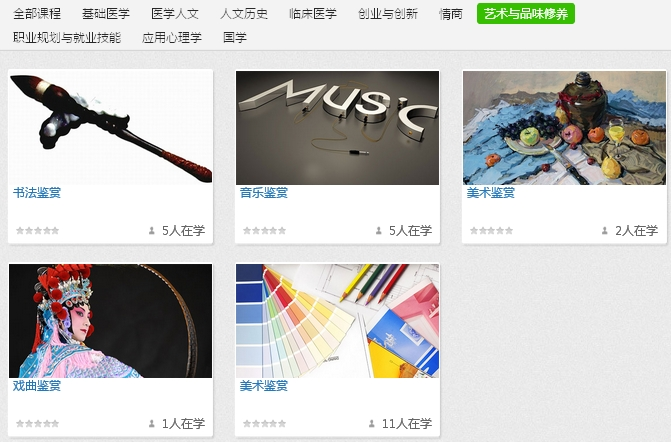 全部课程 基础医学 医学人文 人文历史 临床医学 创业与创新 情商 艺术与品味修养
职业规划与就业技能 应用心理学 国学
MUSIC
书法鉴赏 音乐鉴赏 美术鉴赏
5人在学 5人在学 2人在学
戏曲鉴赏 美术鉴赏
1人在学 11人在学